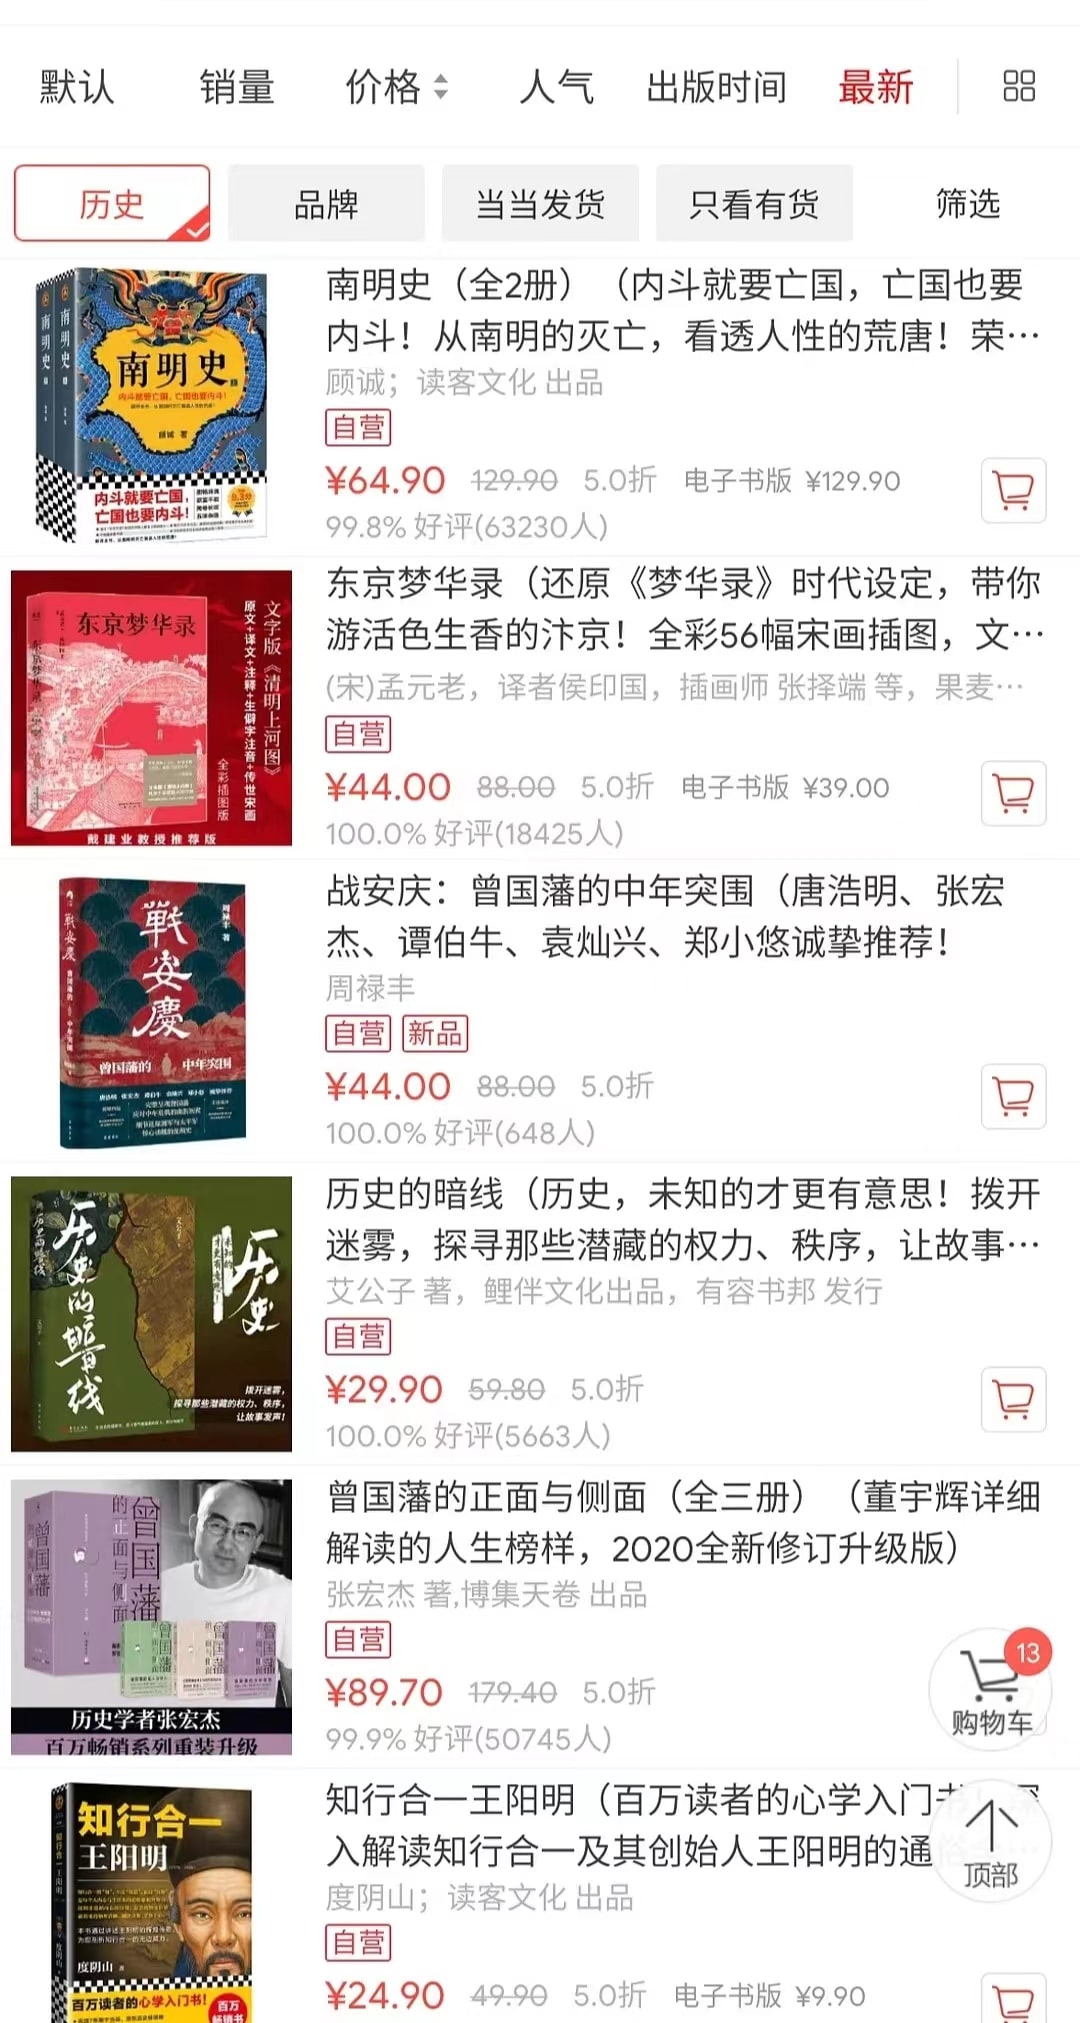 默认 销量 价格 人气 出版时间 最新
历史 品牌 当当发货 只看有货 筛选
南明史
南明史
南明史
内斗就要亡国，亡国也要内斗！
顾诚 著
内斗就要亡国，
亡国也要内斗！
南明史（全2册）（内斗就要亡国，亡国也要
内斗！从南明的灭亡，看透人性的荒唐！荣…
顾诚；读客文化 出品
自营
¥64.90 129.90 5.0折 电子书版 ¥129.90
99.8% 好评(63230人)
东京梦华录
文字版《清明上河图》
原文+译文+注释+生僻字注音+传世宋画
全彩插图版
戴建业教授推荐版
东京梦华录（还原《梦华录》时代设定，带你
游活色生香的汴京！全彩56幅宋画插图，文…
(宋)孟元老，译者侯印国，插画师 张择端 等，果麦…
自营
¥44.00 88.00 5.0折 电子书版 ¥39.00
100.0% 好评(18425人)
戰安慶
周禄丰 著
戰安慶
曾国藩的 中年突围
战安庆：曾国藩的中年突围（唐浩明、张宏
杰、谭伯牛、袁灿兴、郑小悠诚挚推荐！
周禄丰
自营 新品
¥44.00 88.00 5.0折
100.0% 好评(648人)
历史的暗线
历史
拨开迷雾，
探寻那些潜藏的权力、秩序，
让故事发声！
历史的暗线（历史，未知的才更有意思！拨开
迷雾，探寻那些潜藏的权力、秩序，让故事…
艾公子 著，鲤伴文化出品，有容书邦 发行
自营
¥29.90 59.80 5.0折
100.0% 好评(5663人)
曾国藩的正面与侧面
曾国藩
历史学者张宏杰
百万畅销系列重装升级
曾国藩的正面与侧面（全三册）（董宇辉详细
解读的人生榜样，2020全新修订升级版）
张宏杰 著,博集天卷 出品
自营
¥89.70 179.40 5.0折
99.9% 好评(50745人)
13
购物车
知行合一
王阳明
知行合一王阳明
度阴山
百万读者的心学入门书！
百万
畅销书
知行合一王阳明（百万读者的心学入门书！深
入解读知行合一及其创始人王阳明的通俗
度阴山；读客文化 出品
自营
¥24.90 49.90 5.0折 电子书版 ¥9.90
顶部